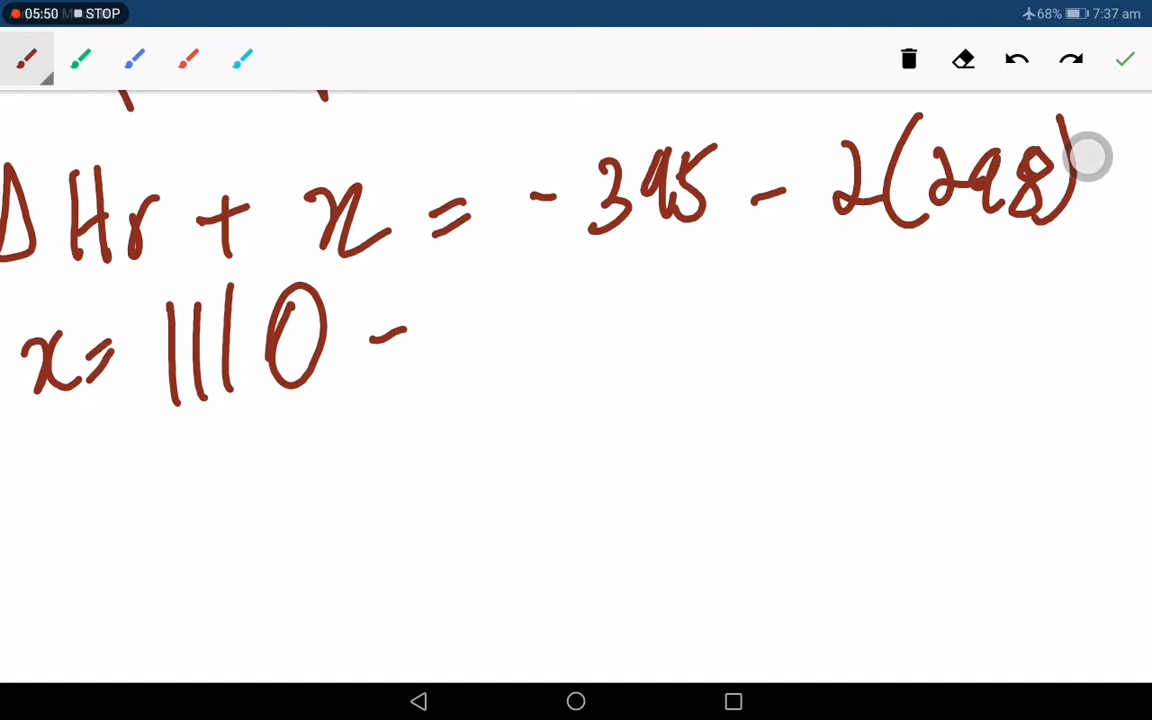 05:50 STOP
68% 7:37 am
ΔHr + x = - 395 - 2(298)
x = 1110 -